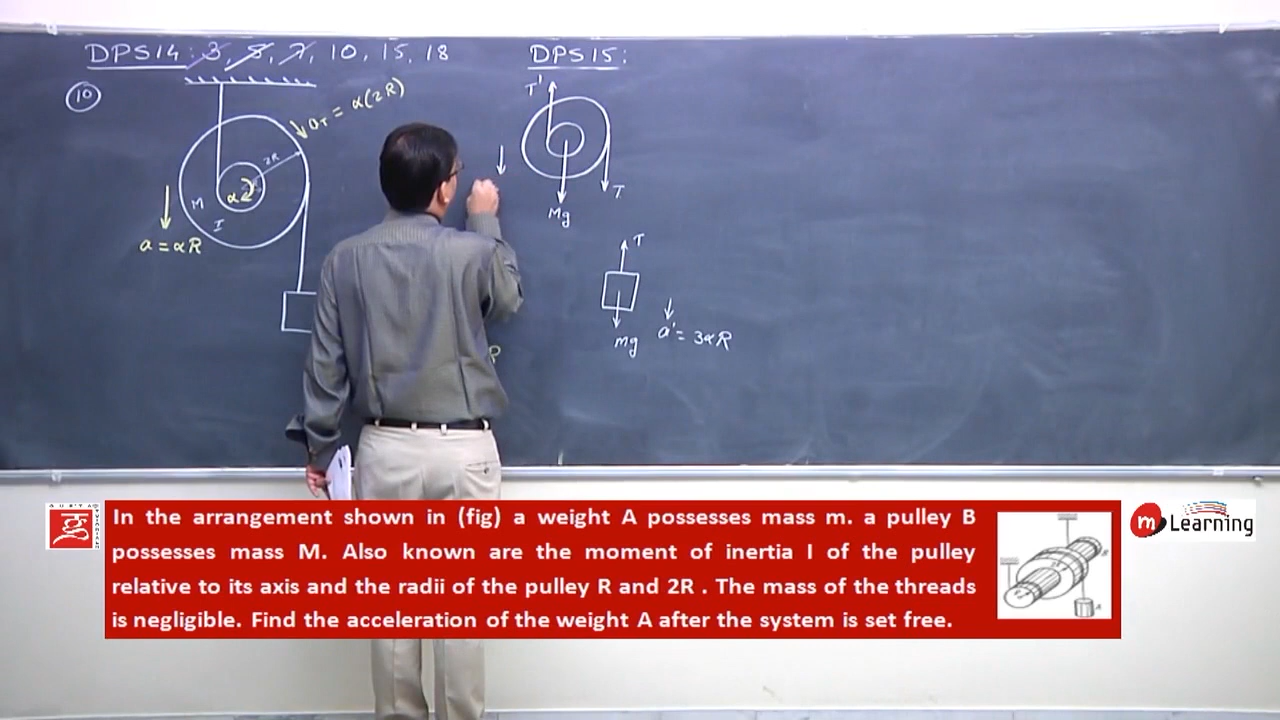 DPS14: 3, 8, 7, 10, 15, 18
DPS15:
10
aT = α(2R)
2R
M
α
I
a = αR
T'
T
Mg
T
mg
a' = 3αR
R
In the arrangement shown in (fig) a weight A possesses mass m. a pulley B
possesses mass M. Also known are the moment of inertia I of the pulley
relative to its axis and the radii of the pulley R and 2R . The mass of the threads
is negligible. Find the acceleration of the weight A after the system is set free.
m Learning